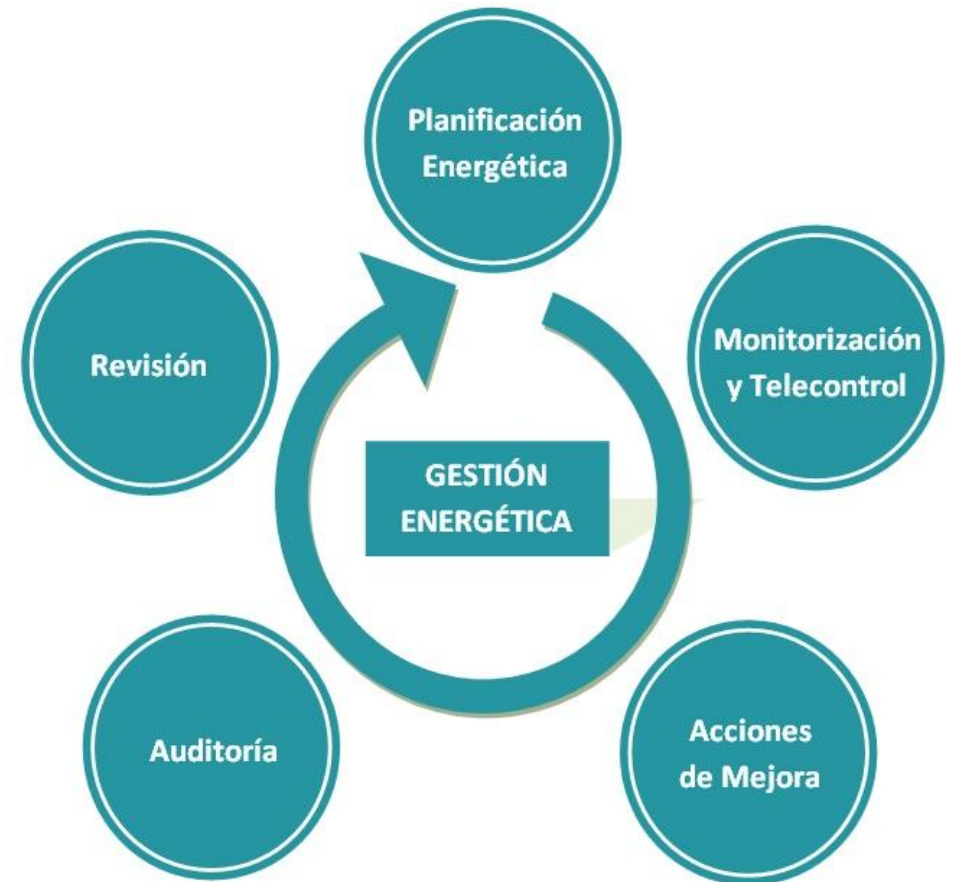 Planificación
Energética
Monitorización
y Telecontrol
Acciones
de Mejora
Auditoría
Revisión
GESTIÓN
ENERGÉTICA